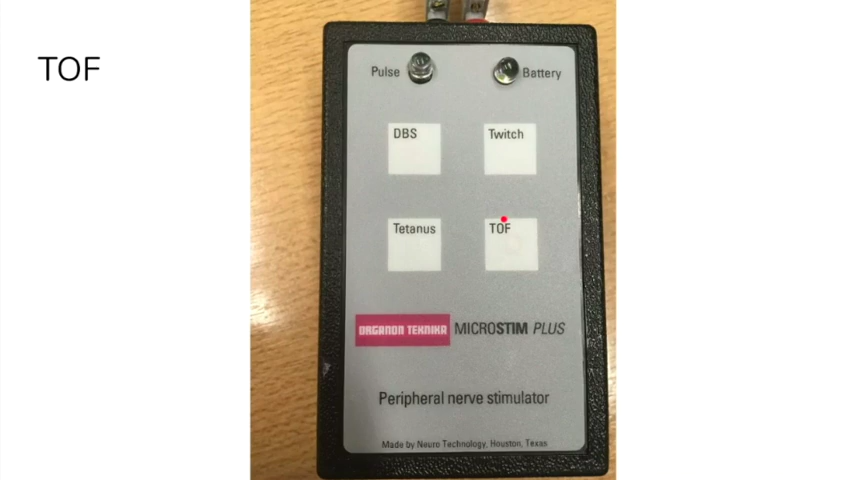 TOF
Pulse
Battery
DBS
Twitch
Tetanus
TOF
ORGANON TEKNIKA MICROSTIM PLUS
Peripheral nerve stimulator
Made by Neuro Technology, Houston, Texas